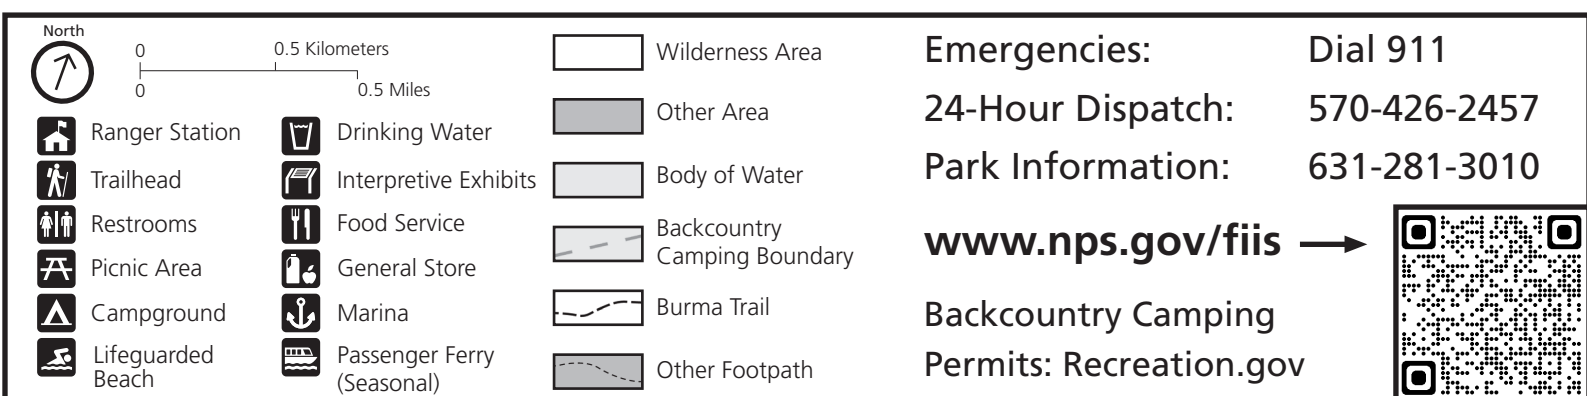 North
0 0.5 Kilometers
0 0.5 Miles
Ranger Station
Trailhead
Restrooms
Picnic Area
Campground
Lifeguarded
Beach
Drinking Water
Interpretive Exhibits
Food Service
General Store
Marina
Passenger Ferry
(Seasonal)
Wilderness Area
Other Area
Body of Water
Backcountry
Camping Boundary
Burma Trail
Other Footpath
Emergencies: Dial 911
24-Hour Dispatch: 570-426-2457
Park Information: 631-281-3010
www.nps.gov/fiis
Backcountry Camping
Permits: Recreation.gov